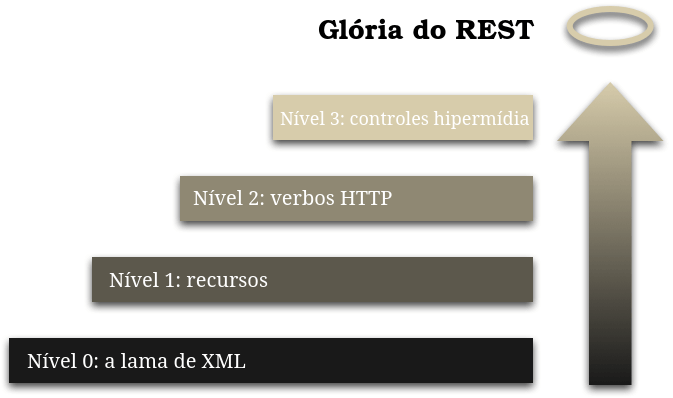 Glória do REST
Nível 3: controles hipermídia
Nível 2: verbos HTTP
Nível 1: recursos
Nível 0: a lama de XML